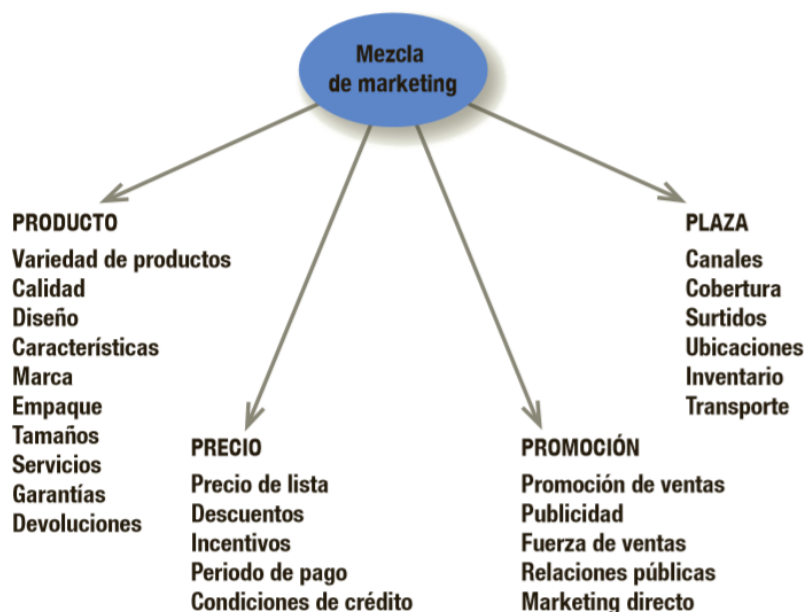 Mezcla
de marketing
PRODUCTO
Variedad de productos
Calidad
Diseño
Características
Marca
Empaque
Tamaños
Servicios
Garantías
Devoluciones
PRECIO
Precio de lista
Descuentos
Incentivos
Periodo de pago
Condiciones de crédito
PROMOCIÓN
Promoción de ventas
Publicidad
Fuerza de ventas
Relaciones públicas
Marketing directo
PLAZA
Canales
Cobertura
Surtidos
Ubicaciones
Inventario
Transporte